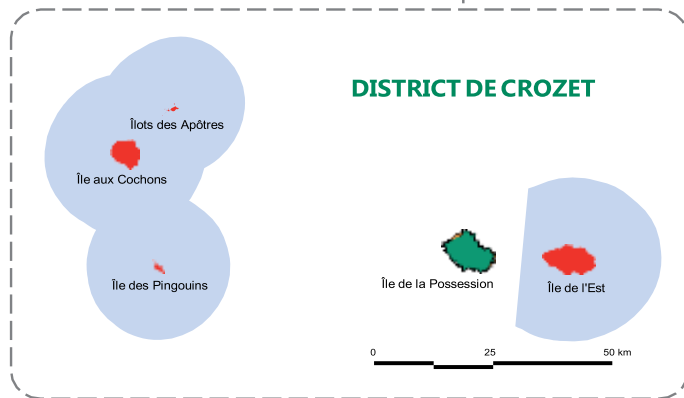 DISTRICT DE CROZET
Îlots des Apôtres
Île aux Cochons
Île de la Possession
Île des Pingouins
Île de l'Est
0 25 50 km